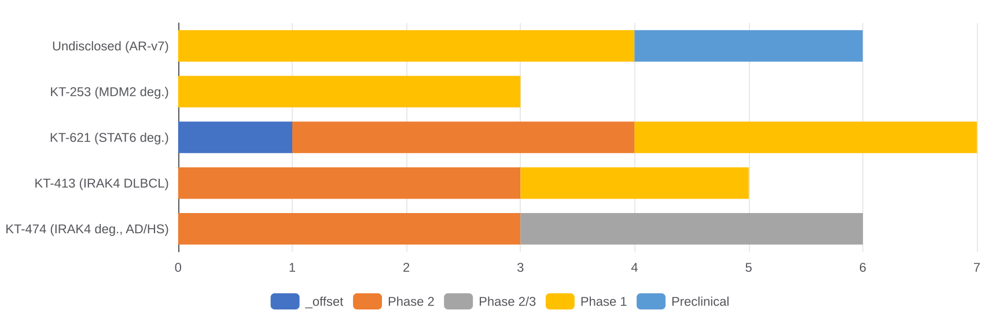 Undisclosed (AR-v7)
KT-253 (MDM2 deg.)
KT-621 (STAT6 deg.)
KT-413 (IRAK4 DLBCL)
KT-474 (IRAK4 deg., AD/HS)
0 1 2 3 4 5 6 7
_offset Phase 2 Phase 2/3 Phase 1 Preclinical